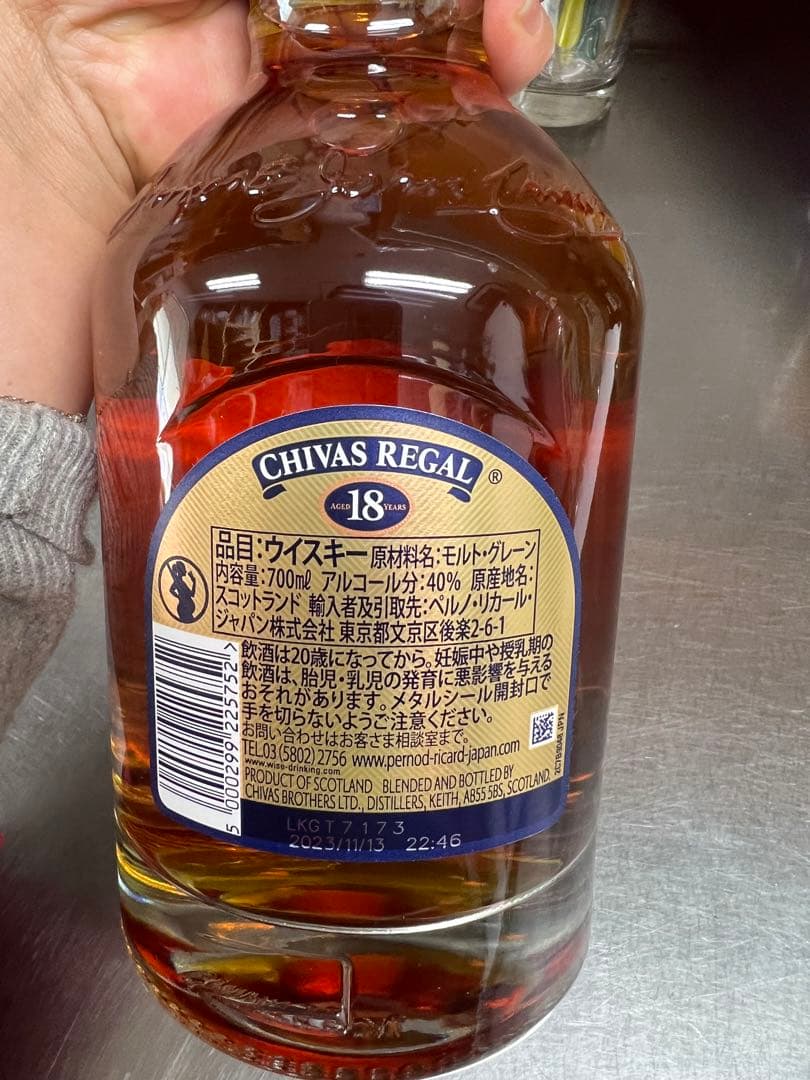 CHIVAS REGAL ®
AGED 18 YEARS
品目:ウイスキー 原材料名:モルト・グレーン
内容量:700㎖ アルコール分:40% 原産地名:
スコットランド 輸入者及引取先:ペルノ・リカール・
ジャパン株式会社 東京都文京区後楽2-6-1
飲酒は20歳になってから。妊娠中や授乳期の
飲酒は、胎児・乳児の発育に悪影響を与える
おそれがあります。メタルシール開封口で
手を切らないようご注意ください。
お問い合わせはお客さま相談室まで。
TEL.03 (5802) 2756 www.pernod-ricard-japan.com
www.wise-drinking.com
PRODUCT OF SCOTLAND BLENDED AND BOTTLED BY
CHIVAS BROTHERS LTD., DISTILLERS, KEITH, AB55 5BS, SCOTLAND.
5 000299 225752 >
LKGT7173
2023/11/13 22:46